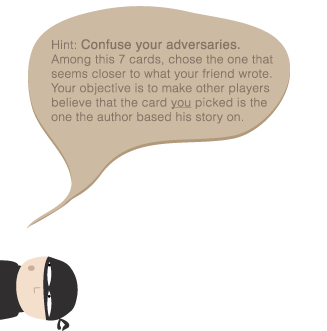 Hint: Confuse your adversaries.
Among this 7 cards, chose the one that
seems closer to what your friend wrote.
Your objective is to make other players
believe that the card you picked is the
one the author based his story on.